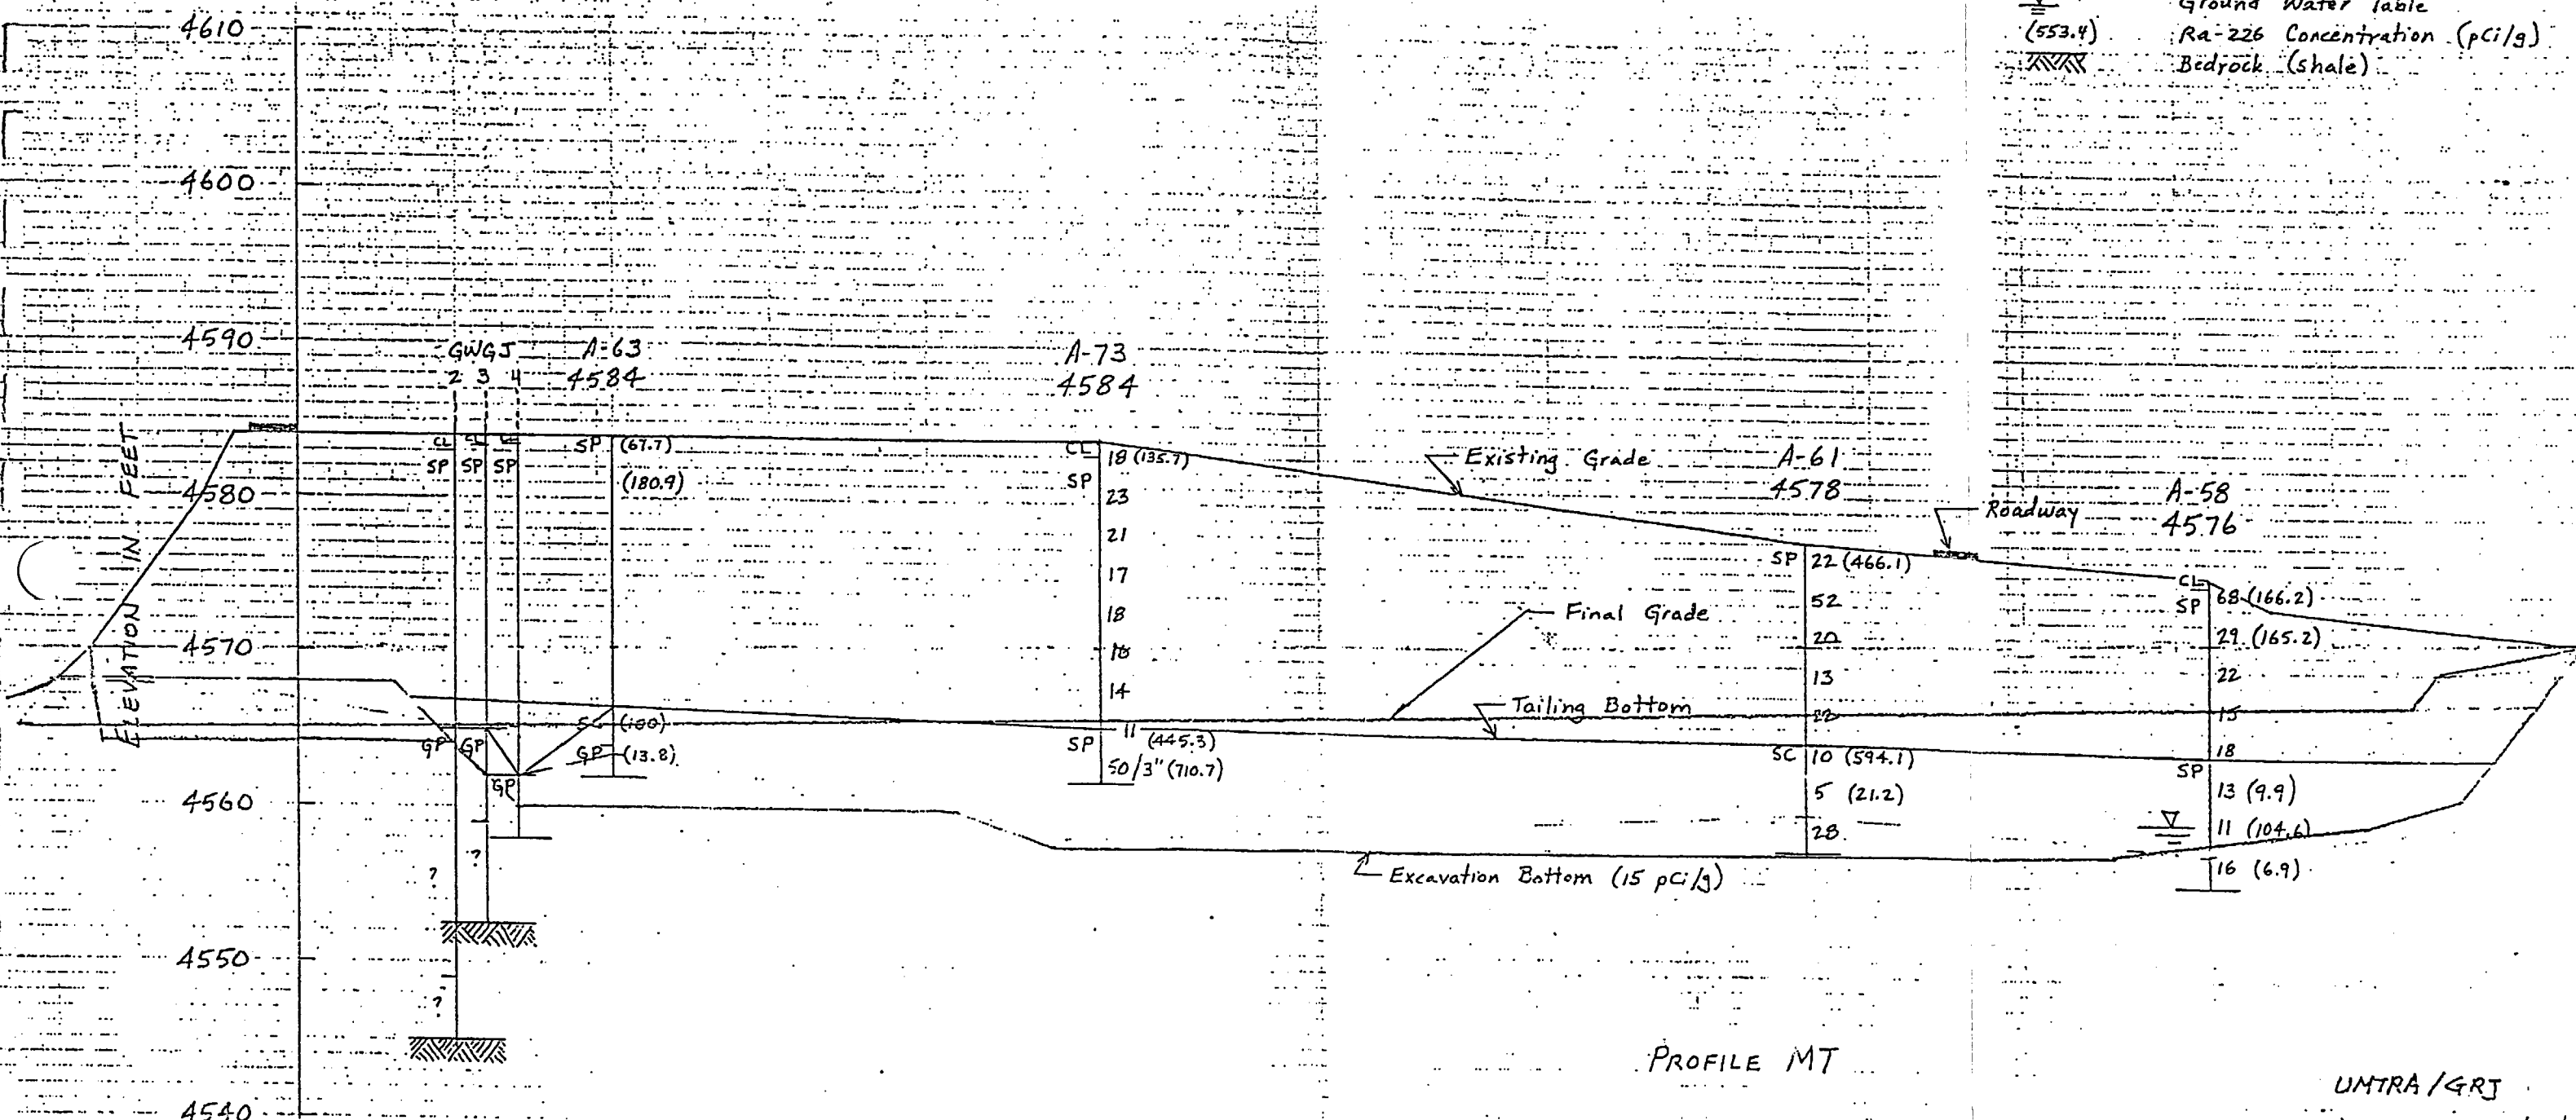 Ground Water Table
(553.4) Ra-226 Concentration (pCi/g)
Bedrock (shale)
4610
4600
4590
4580
4570
4560
4550
4540
ELEVATION IN FEET
GWGJ
2 3 4
CL CL
SP SP SP
GP GP
GP
?
?
?
A-63
4584
SP (67.7)
(180.9)
(180)
GP (13.8)
A-73
4584
CL
18 (135.7)
SP
23
21
17
18
16
14
11 (445.3)
SP
50/3" (710.7)
Existing Grade
Final Grade
Tailing Bottom
Excavation Bottom (15 pCi/g)
A-61
4578
SP 22 (466.1)
52
20
13
22
SC 10 (594.1)
5 (21.2)
28
Roadway
A-58
4576
CL
SP 68 (166.2)
29 (165.2)
22
15
18
SP
13 (9.9)
11 (104.6)
16 (6.9)
PROFILE MT
UMTRA/GRJ